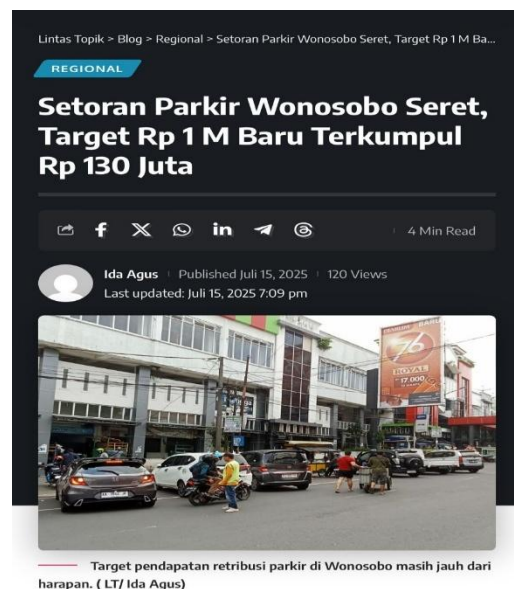 Lintas Topik > Blog > Regional > Setoran Parkir Wonosobo Seret, Target Rp 1 M Ba...
REGIONAL
Setoran Parkir Wonosobo Seret,
Target Rp 1 M Baru Terkumpul
Rp 130 Juta
4 Min Read
Ida Agus Published Juli 15, 2025 120 Views
Last updated: Juli 15, 2025 7:09 pm
BARU
76
ROYAL
17.000
Target pendapatan retribusi parkir di Wonosobo masih jauh dari
harapan. ( LT/ Ida Agus)